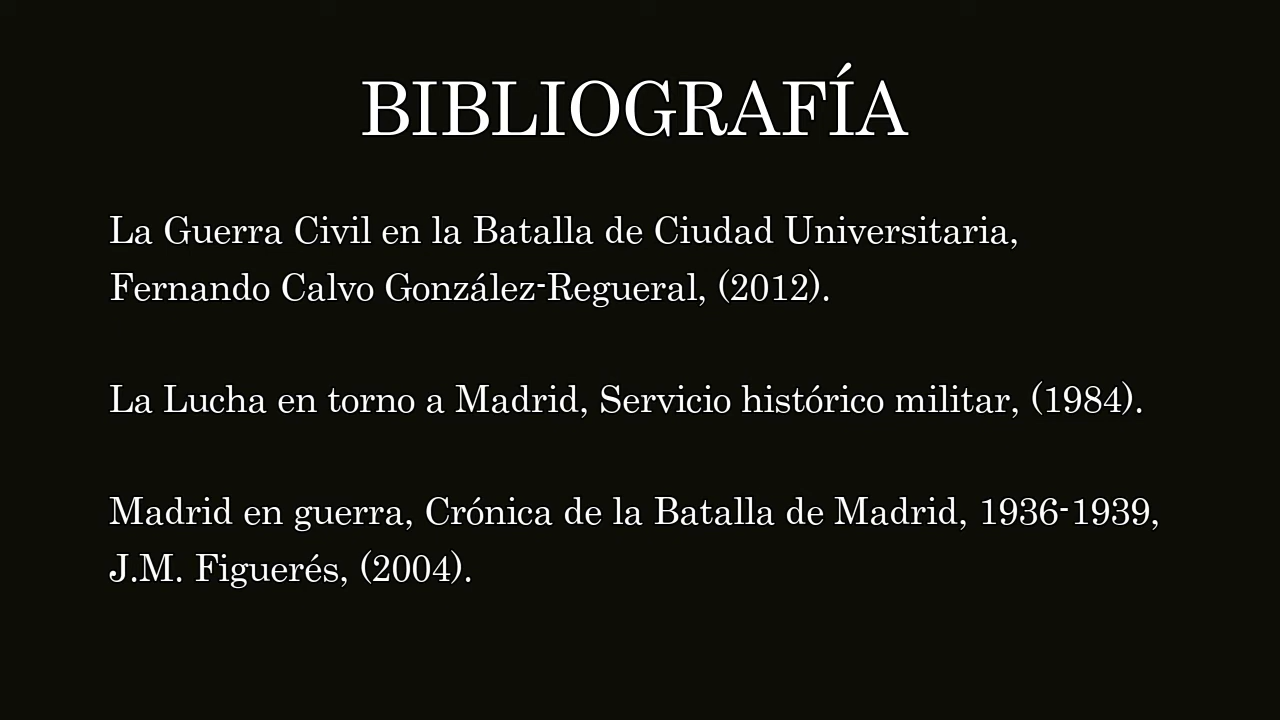 BIBLIOGRAFÍA
La Guerra Civil en la Batalla de Ciudad Universitaria,
Fernando Calvo González-Regueral, (2012).
La Lucha en torno a Madrid, Servicio histórico militar, (1984).
Madrid en guerra, Crónica de la Batalla de Madrid, 1936-1939,
J.M. Figuerés, (2004).